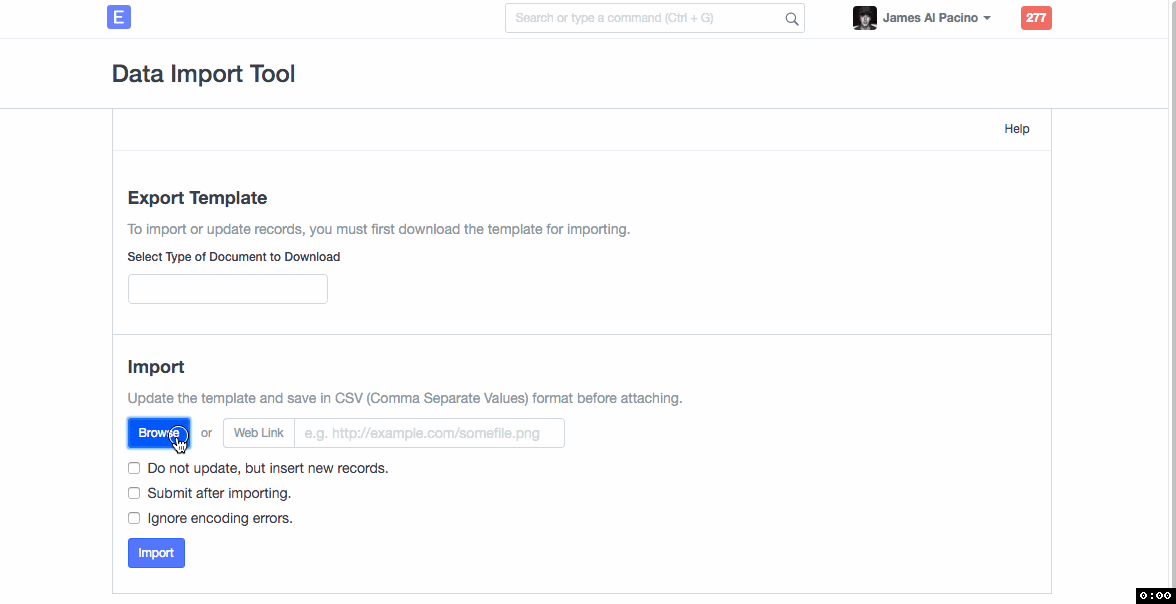 E
Search or type a command (Ctrl + G)
James Al Pacino
277
Data Import Tool
Help
Export Template
To import or update records, you must first download the template for importing.
Select Type of Document to Download
Import
Update the template and save in CSV (Comma Separate Values) format before attaching.
Browse or Web Link e.g. http://example.com/somefile.png
Do not update, but insert new records.
Submit after importing.
Ignore encoding errors.
Import
0:00